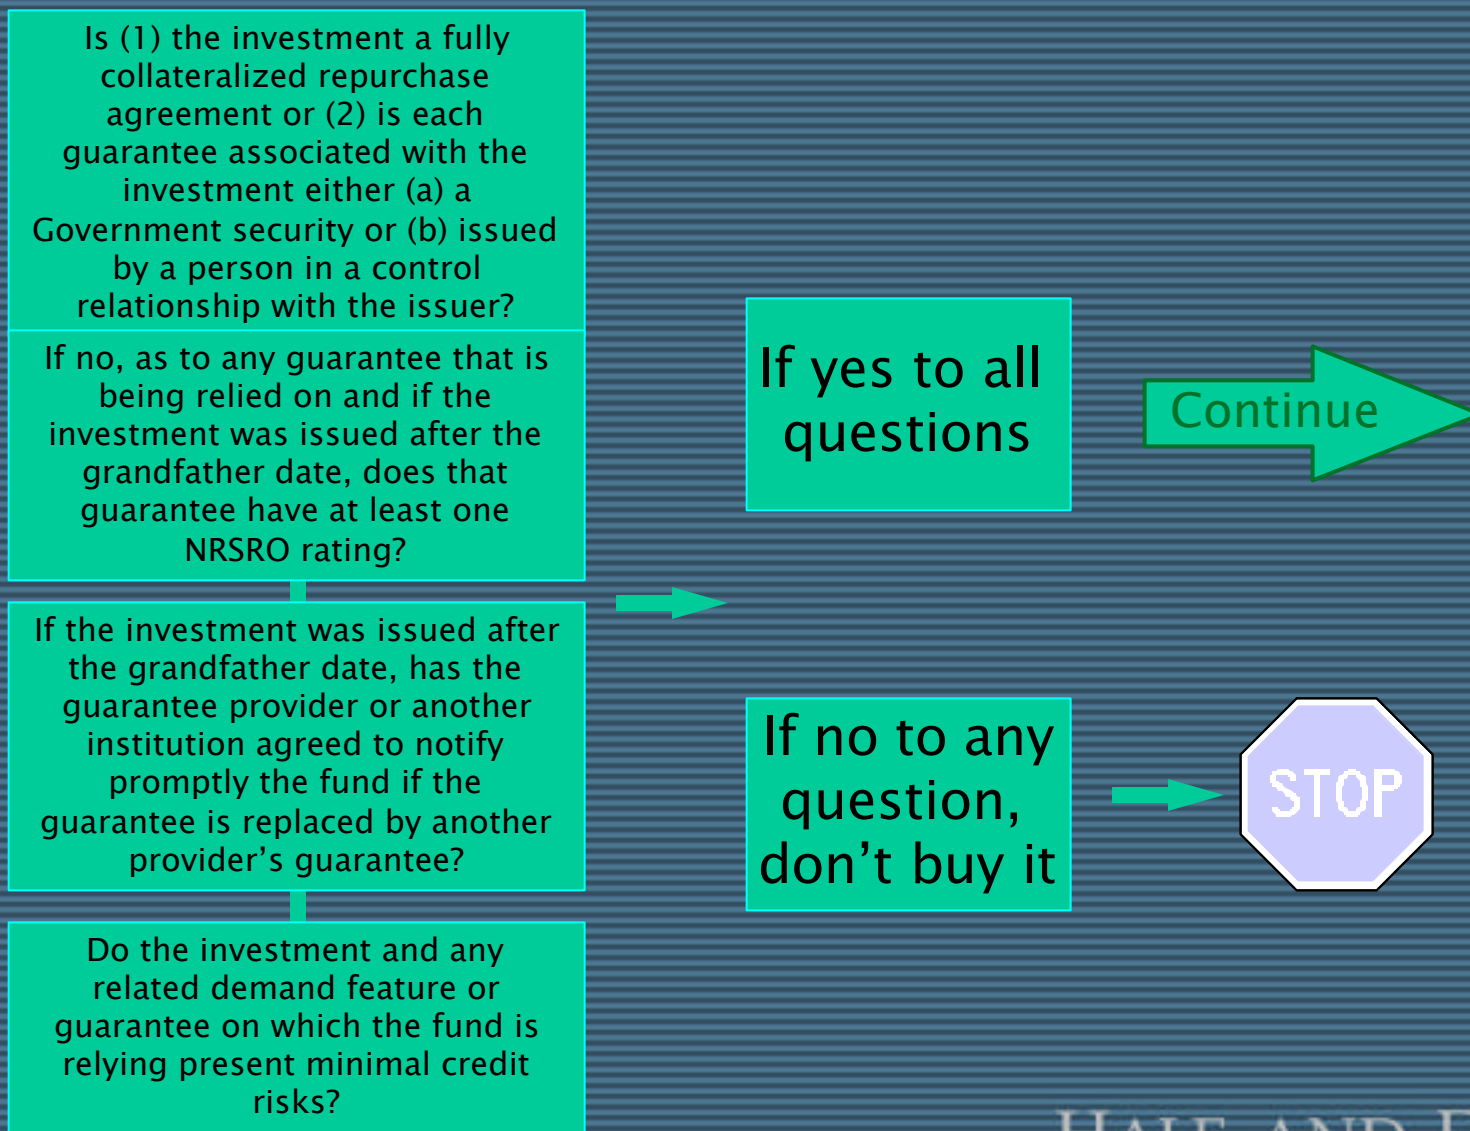 Is (1) the investment a fully
collateralized repurchase
agreement or (2) is each
guarantee associated with the
investment either (a) a
Government security or (b) issued
by a person in a control
relationship with the issuer?
If no, as to any guarantee that is
being relied on and if the
investment was issued after the
grandfather date, does that
guarantee have at least one
NRSRO rating?
If the investment was issued after
the grandfather date, has the
guarantee provider or another
institution agreed to notify
promptly the fund if the
guarantee is replaced by another
provider's guarantee?
Do the investment and any
related demand feature or
guarantee on which the fund is
relying present minimal credit
risks?
If yes to all
questions
Continue
If no to any
question,
don't buy it
STOP
HALE AND